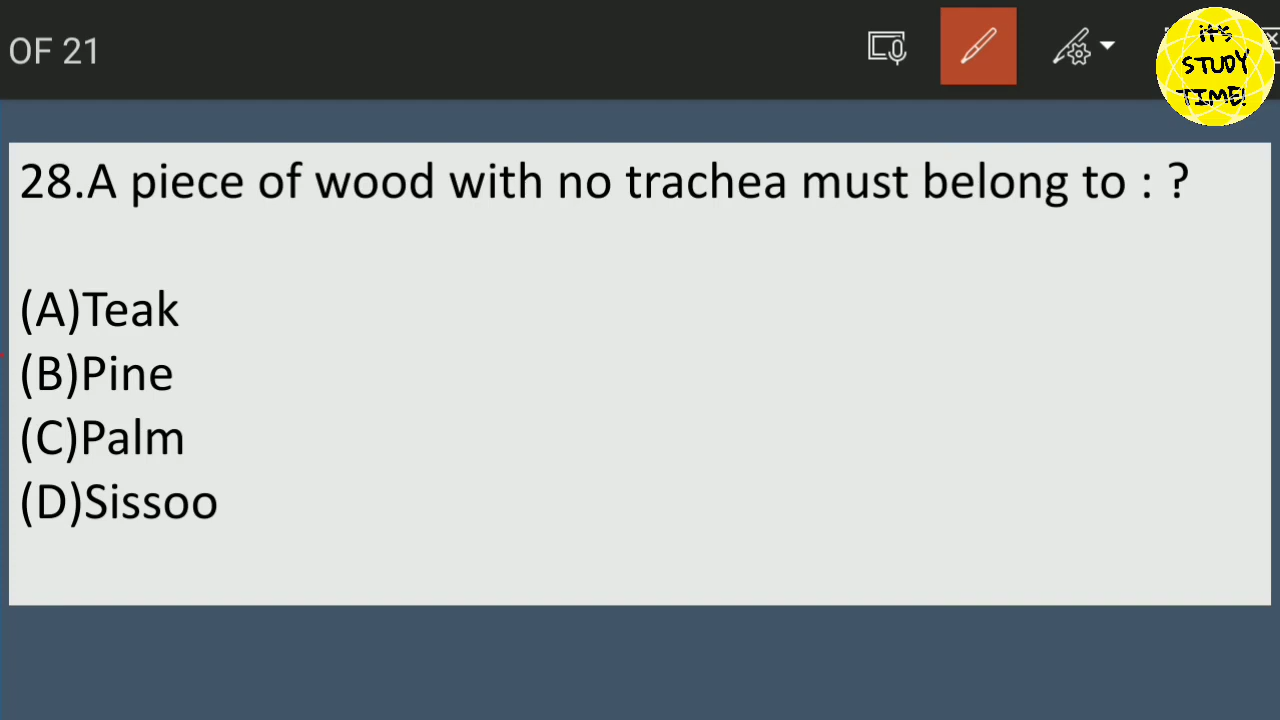 OF 21
it's
STUDY
TIME!
28.A piece of wood with no trachea must belong to : ?
(A)Teak
(B)Pine
(C)Palm
(D)Sissoo